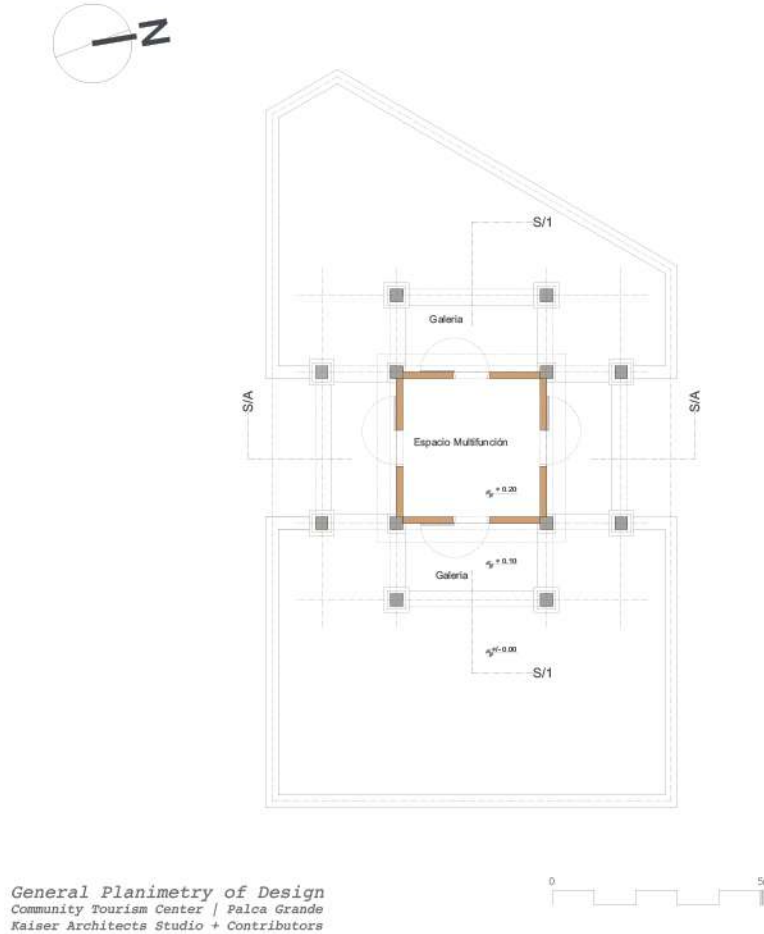 N
S/1
Galeria
S/A
S/A
Espacio Multifunción
+ 0.20
+ 0.10
Galeria
+/- 0.00
S/1
0
General Planimetry of Design
Community Tourism Center | Palca Grande
Kaiser Architects Studio + Contributors